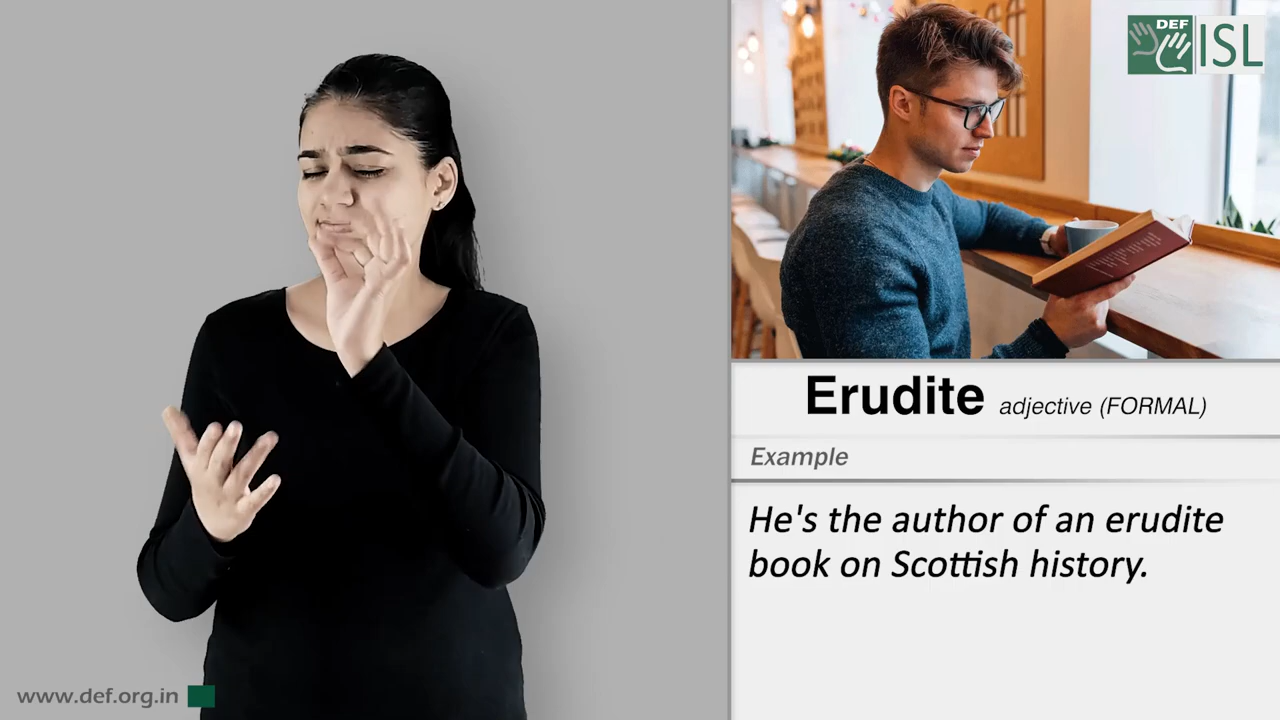 DEF
ISL
Erudite adjective (FORMAL)
Example
He's the author of an erudite
book on Scottish history.
www.def.org.in